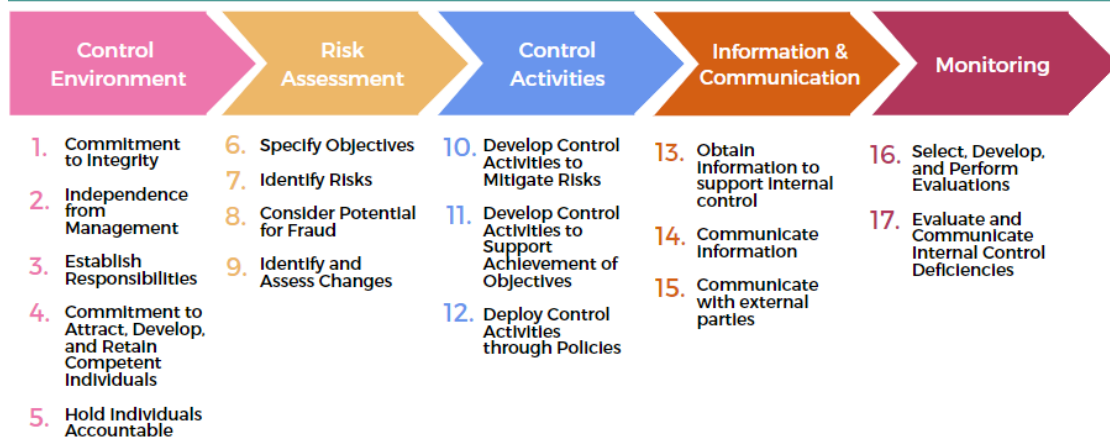 Control
Environment
Risk
Assessment
Control
Activities
Information &
Communication
Monitoring
1. Commitment
to Integrity
2. Independence
from
Management
3. Establish
Responsibilities
4. Commitment to
Attract, Develop,
and Retain
Competent
Individuals
5. Hold Individuals
Accountable
6. Specify Objectives
7. Identify Risks
8. Consider Potential
for Fraud
9. Identify and
Assess Changes
10. Develop Control
Activities to
Mitigate Risks
11. Develop Control
Activities to
Support
Achievement of
Objectives
12. Deploy Control
Activities
through Policies
13. Obtain
Information to
support internal
control
14. Communicate
Information
15. Communicate
with external
parties
16. Select, Develop,
and Perform
Evaluations
17. Evaluate and
Communicate
Internal Control
Deficiencies